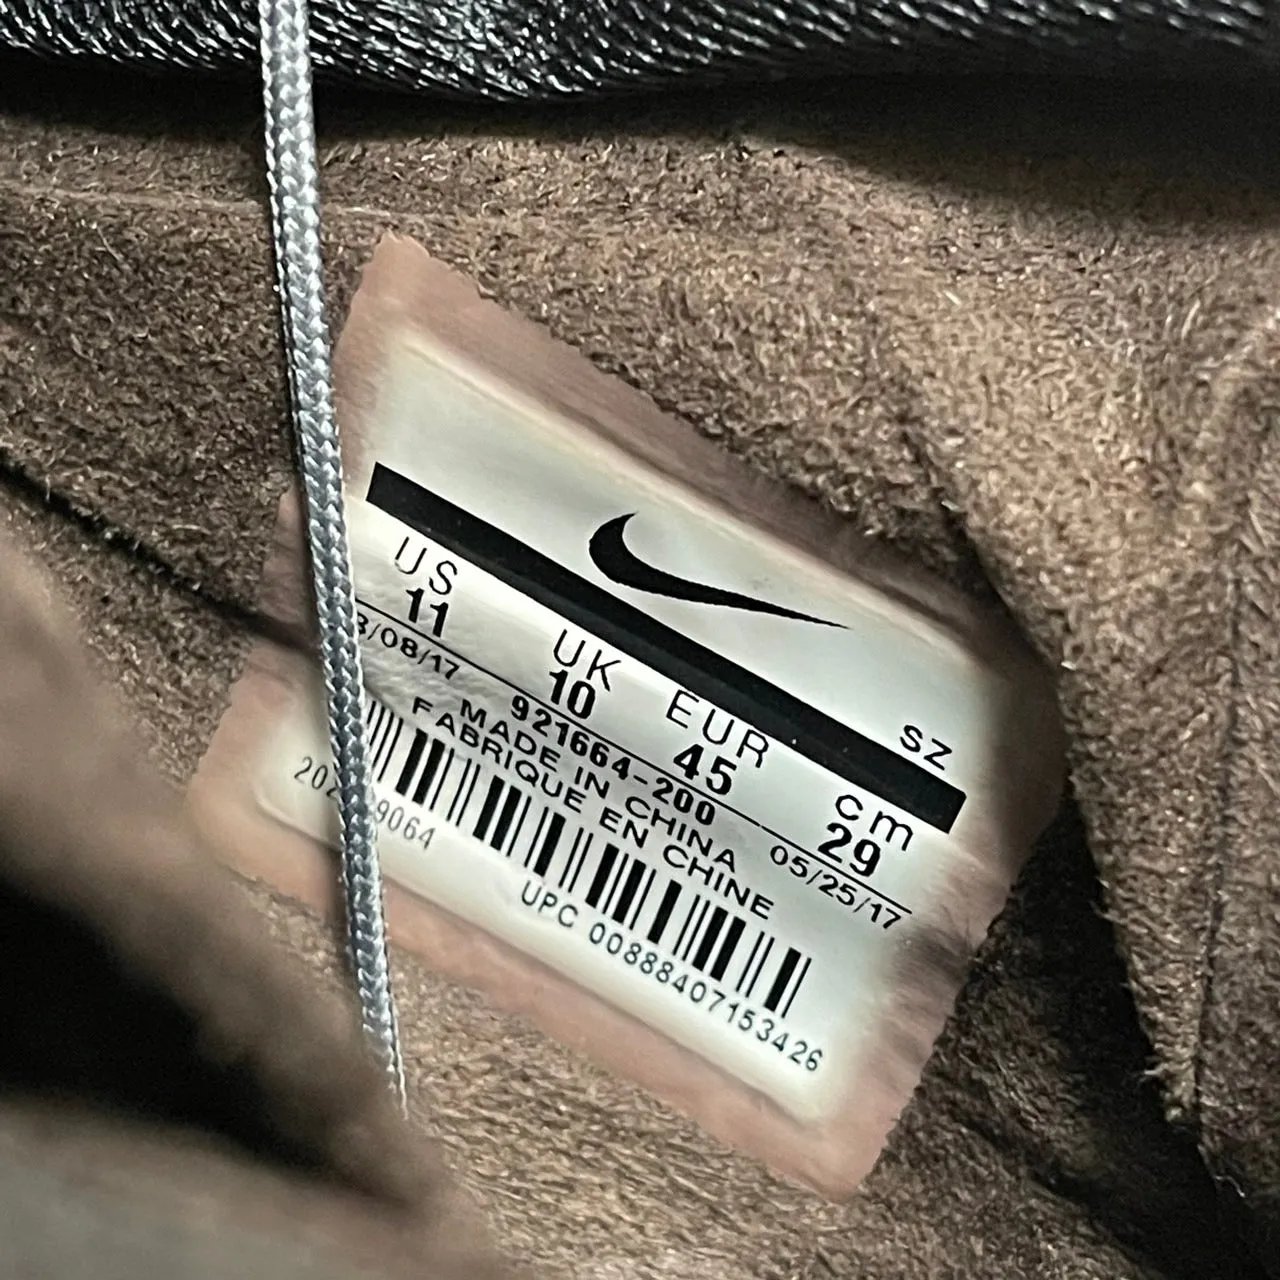 US UK EUR cm SZ
11 10 45 29
3/08/17 921664-200 05/25/17
MADE IN CHINA
FABRIQUE EN CHINE
9064
UPC 00888407153426